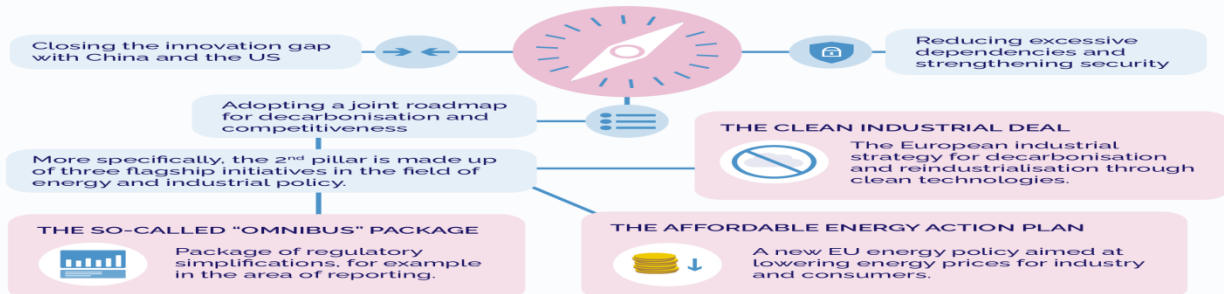 Closing the innovation gap
with China and the US
Reducing excessive
dependencies and
strengthening security
Adopting a joint roadmap
for decarbonisation and
competitiveness
More specifically, the 2nd pillar is made up
of three flagship initiatives in the field of
energy and industrial policy.
THE CLEAN INDUSTRIAL DEAL
The European industrial
strategy for decarbonisation
and reindustrialisation through
clean technologies.
THE SO-CALLED “OMNIBUS” PACKAGE
Package of regulatory
simplifications, for example
in the area of reporting.
THE AFFORDABLE ENERGY ACTION PLAN
A new EU energy policy aimed at
lowering energy prices for industry
and consumers.